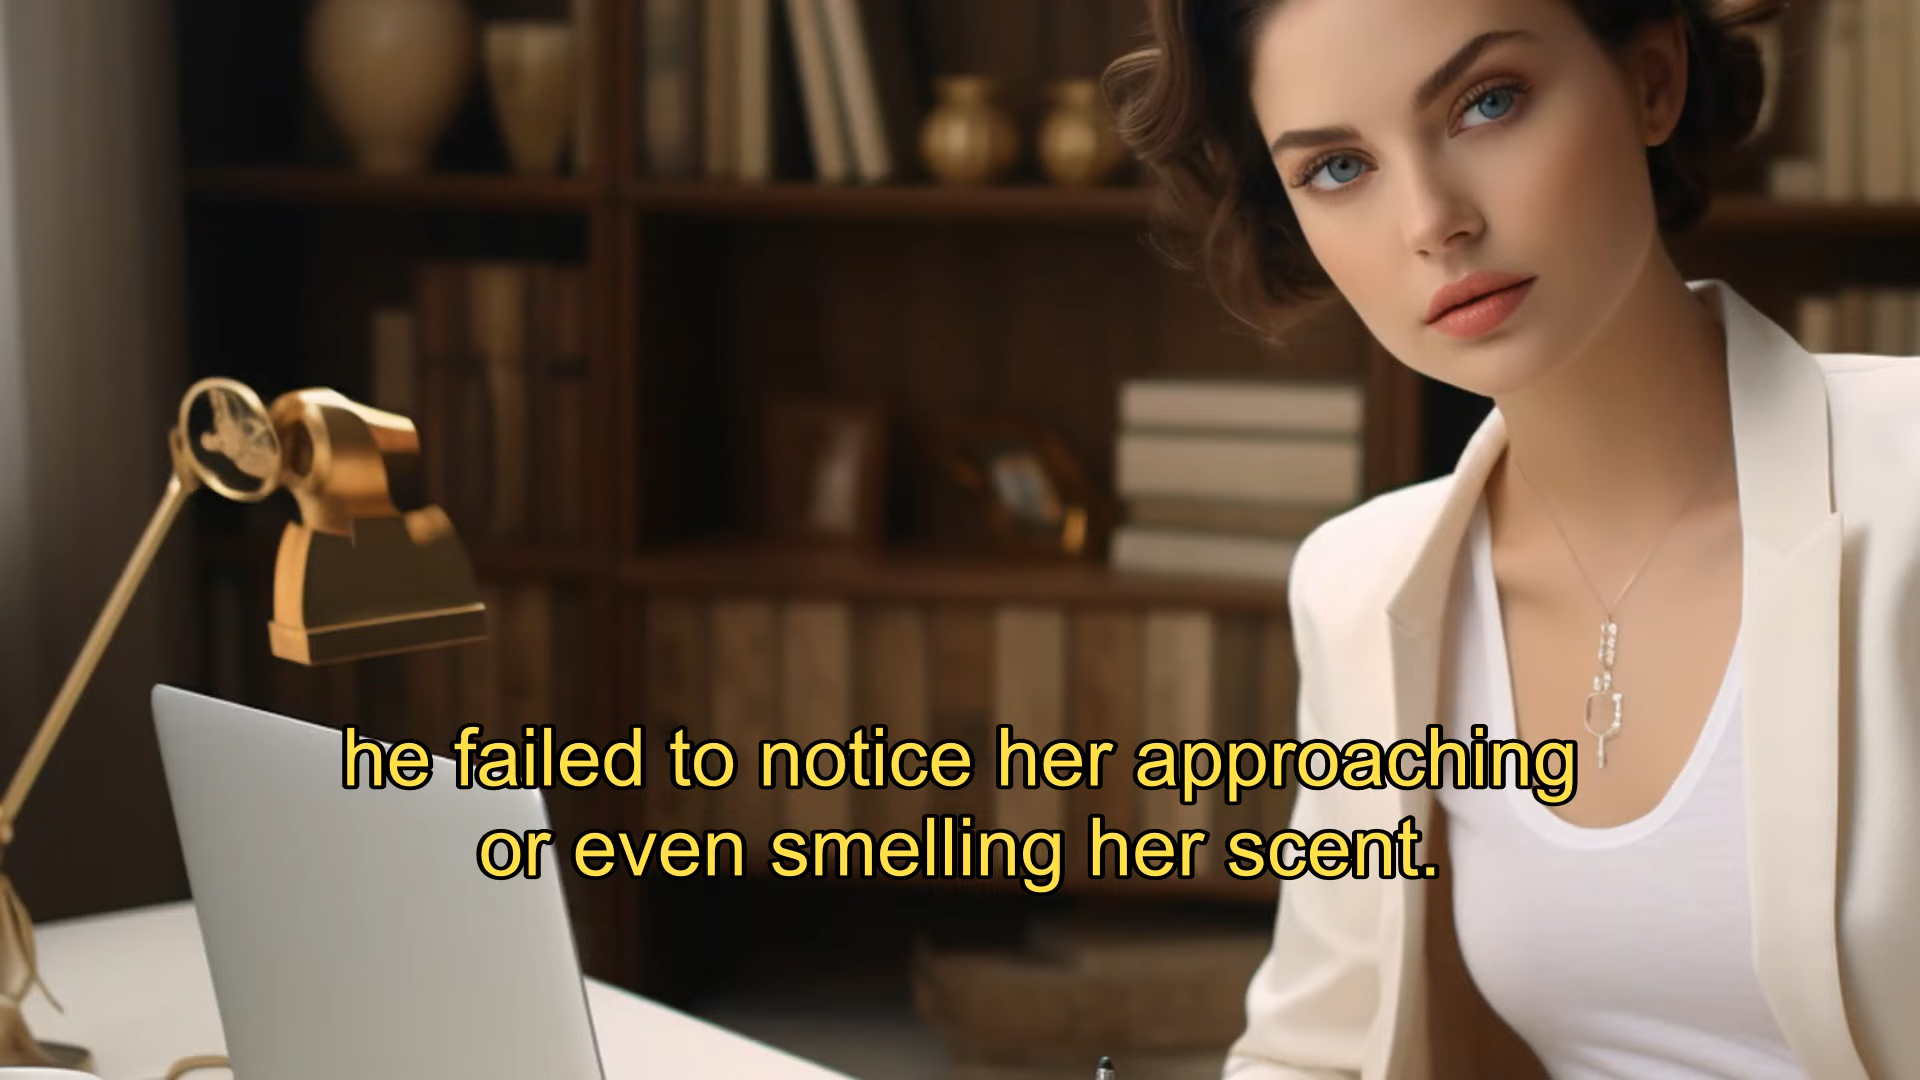 he failed to notice her approaching
or even smelling her scent.